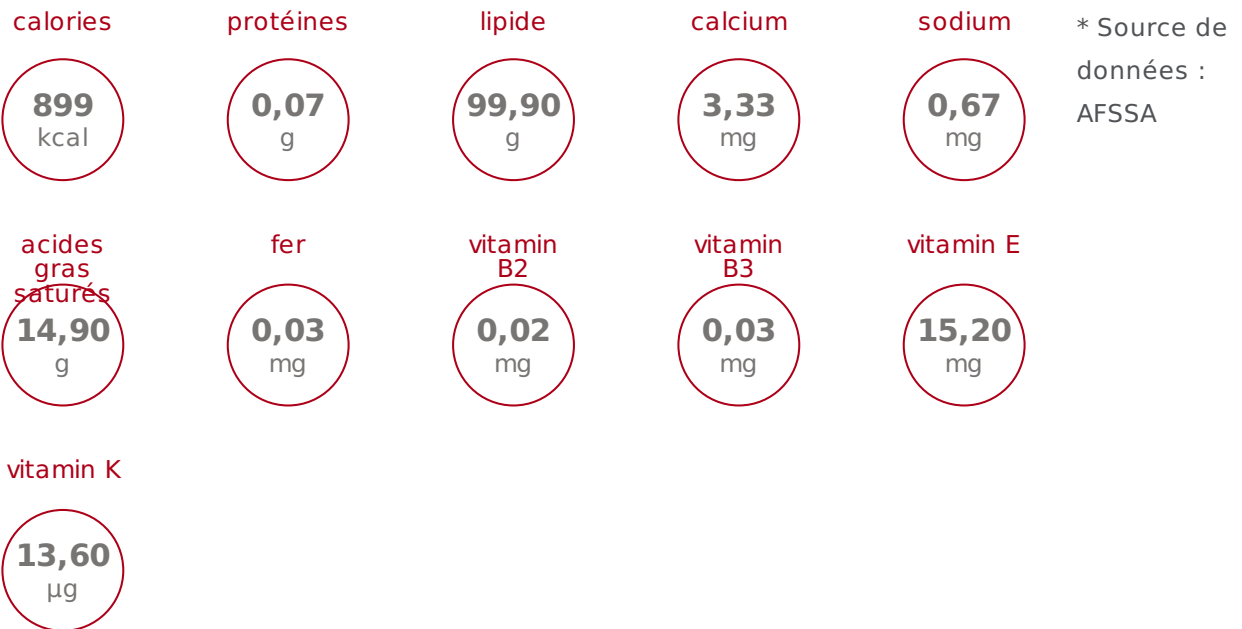 calories
899
kcal
protéines
0,07
g
lipide
99,90
g
calcium
3,33
mg
sodium
0,67
mg
* Source de
données :
AFSSA
acides
gras
saturés
14,90
g
fer
0,03
mg
vitamin
B2
0,02
mg
vitamin
B3
0,03
mg
vitamin E
15,20
mg
vitamin K
13,60
µg